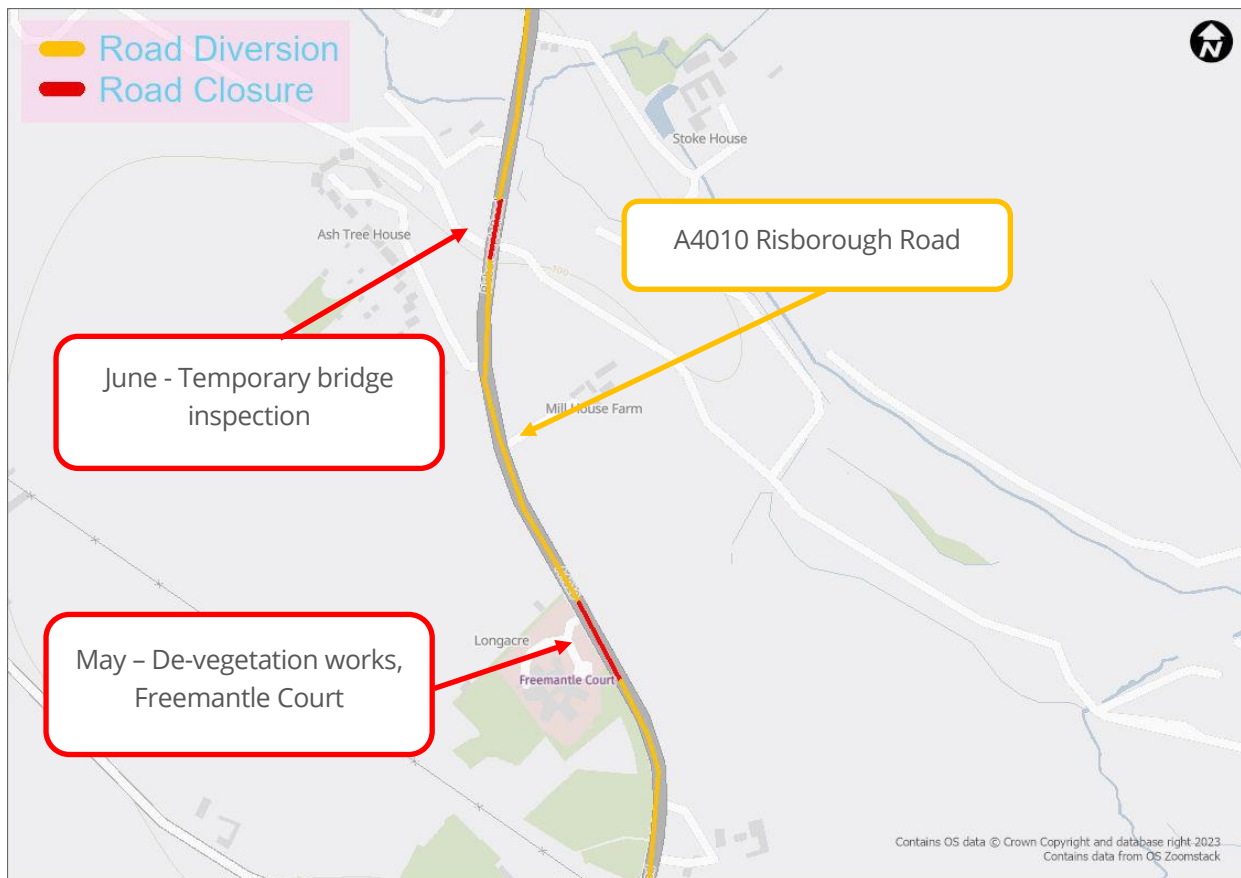 Road Diversion
Road Closure
N
Stoke House
Ash Tree House
A4010 Risborough Road
100
June - Temporary bridge
inspection
Mill House Farm
May – De-vegetation works,
Freemantle Court
Longacre
Freemantle Court
Contains OS data © Crown Copyright and database right 2023
Contains data from OS Zoomstack